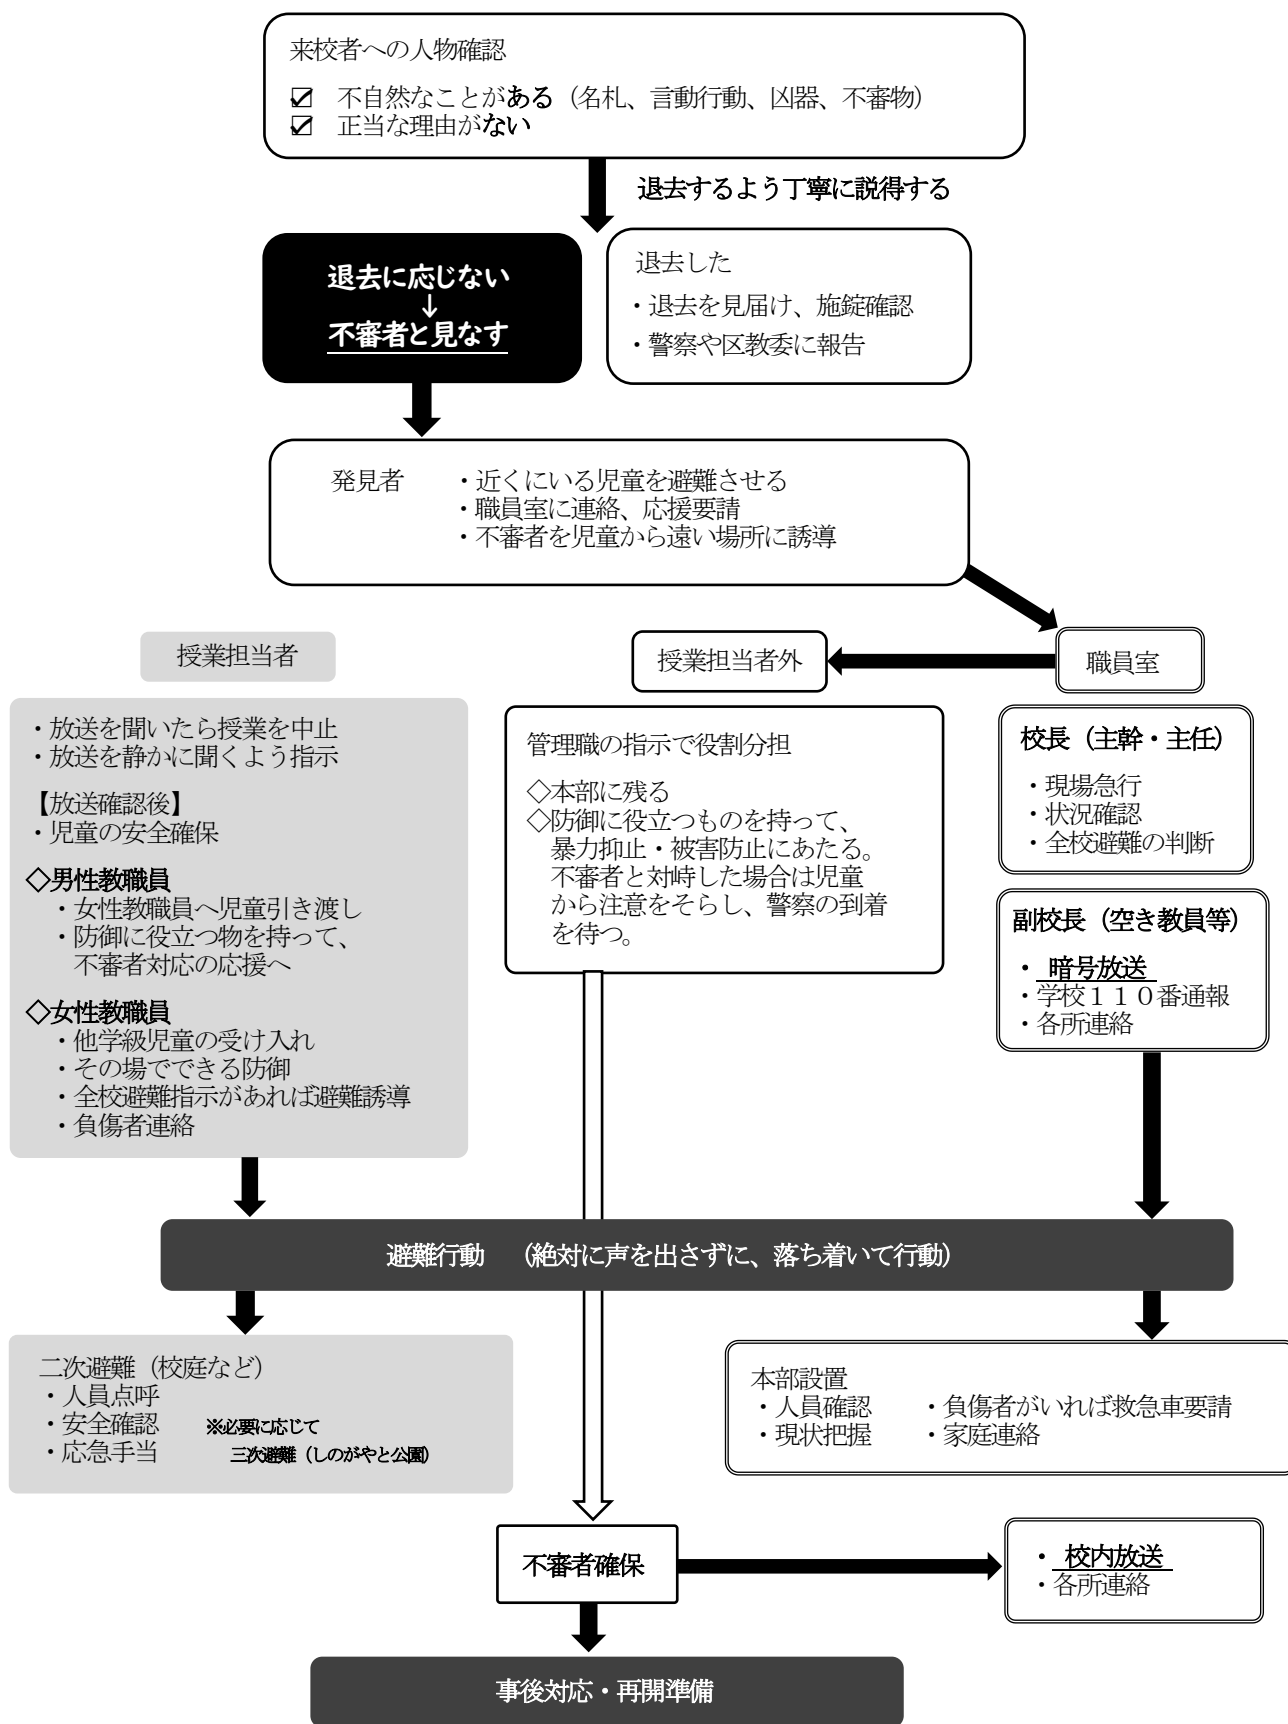 来校者への人物確認
☑ 不自然なことがある（名札、言動行動、凶器、不審物）
☑ 正当な理由がない
退去するよう丁寧に説得する
退去に応じない
↓
不審者と見なす
退去した
・退去を見届け、施錠確認
・警察や区教委に報告
発見者 ・近くにいる児童を避難させる
・職員室に連絡、応援要請
・不審者を児童から遠い場所に誘導
授業担当者
授業担当者外
職員室
・放送を聞いたら授業を中止
・放送を静かに聞くよう指示
【放送確認後】
・児童の安全確保
◇男性教職員
・女性教職員へ児童引き渡し
・防御に役立つ物を持って、
不審者対応の応援へ
◇女性教職員
・他学級児童の受け入れ
・その場でできる防御
・全校避難指示があれば避難誘導
・負傷者連絡
管理職の指示で役割分担
◇本部に残る
◇防御に役立つものを持って、
暴力抑止・被害防止にあたる。
不審者と対峙した場合は児童
から注意をそらし、警察の到着
を待つ。
校長（主幹・主任）
・現場急行
・状況確認
・全校避難の判断
副校長（空き教員等）
・暗号放送
・学校１１０番通報
・各所連絡
避難行動 （絶対に声を出さずに、落ち着いて行動）
二次避難（校庭など）
・人員点呼
・安全確認 ※必要に応じて
・応急手当 三次避難（しのがやと公園）
本部設置
・人員確認 ・負傷者がいれば救急車要請
・現状把握 ・家庭連絡
不審者確保
・校内放送
・各所連絡
事後対応・再開準備